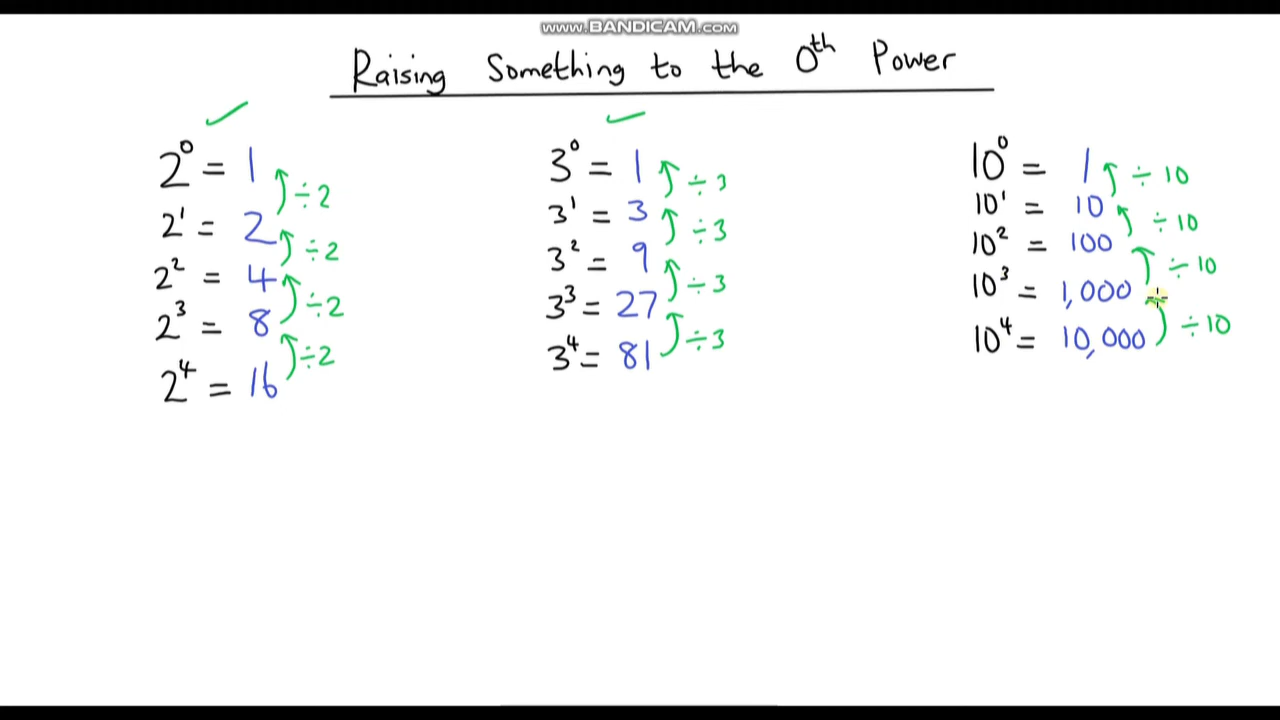 www.BANDICAM.com
Raising Something to the 0th Power
2⁰ = 1
÷2
2¹ = 2
÷2
2² = 4
÷2
2³ = 8
÷2
2⁴ = 16
3⁰ = 1
÷3
3¹ = 3
÷3
3² = 9
÷3
3³ = 27
÷3
3⁴ = 81
10⁰ = 1
÷10
10¹ = 10
÷10
10² = 100
÷10
10³ = 1,000
÷10
10⁴ = 10,000